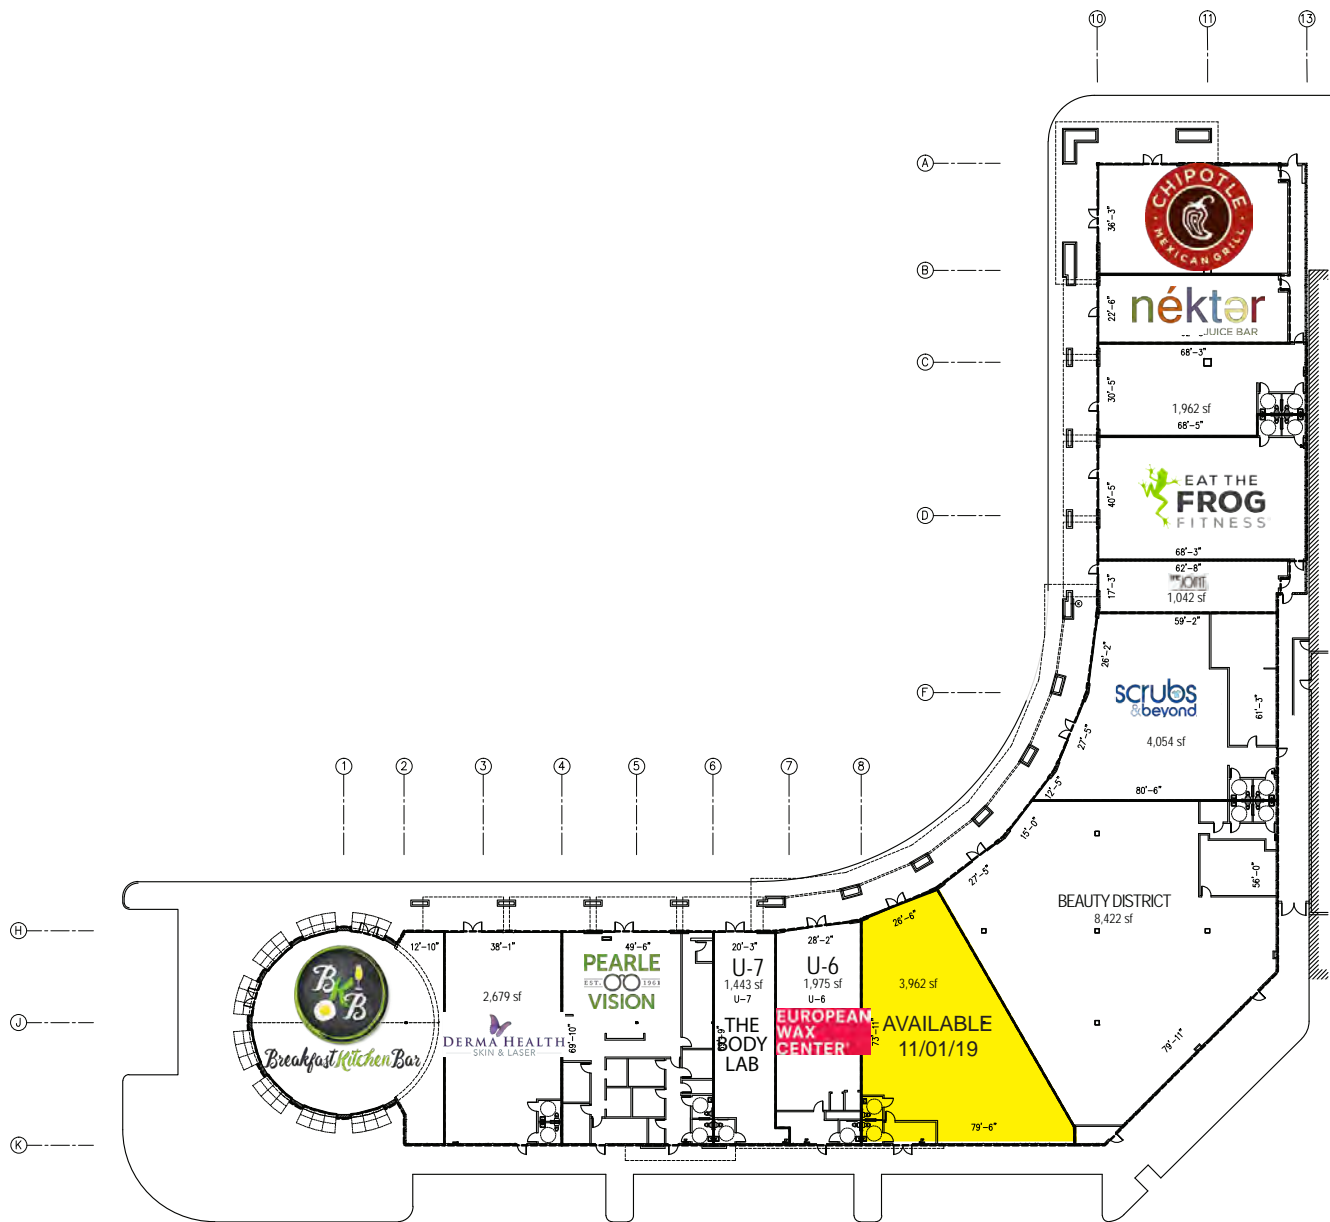 10
11
13
A
CHIPOTLE
MEXICAN GRILL
36'-3"
B
néktər
JUICE BAR
22'-6"
68'-3"
C
30'-5"
1,962 sf
68'-5"
EAT THE
FROG
FITNESS
40'-5"
D
68'-3"
62'-8"
THE JOINT
1,042 sf
17'-3"
59'-2"
26'-2"
F
scrubs
&beyond
61'-3"
4,054 sf
27'-5"
12'-5"
80'-6"
1
2
3
4
5
6
7
8
15'-0"
27'-5"
56'-0"
BEAUTY DISTRICT
8,422 sf
79'-11"
H
12'-10"
38'-1"
49'-6"
20'-3"
28'-2"
26'-6"
BKB
Breakfast Kitchen Bar
2,679 sf
DERMA HEALTH
SKIN & LASER
PEARLE
EST. 1961
VISION
69'-10"
U-7
1,443 sf
U-7
THE
BODY
LAB
U-6
1,975 sf
U-6
EUROPEAN
WAX
CENTER
3,962 sf
73'-11"
AVAILABLE
11/01/19
J
79'-6"
K